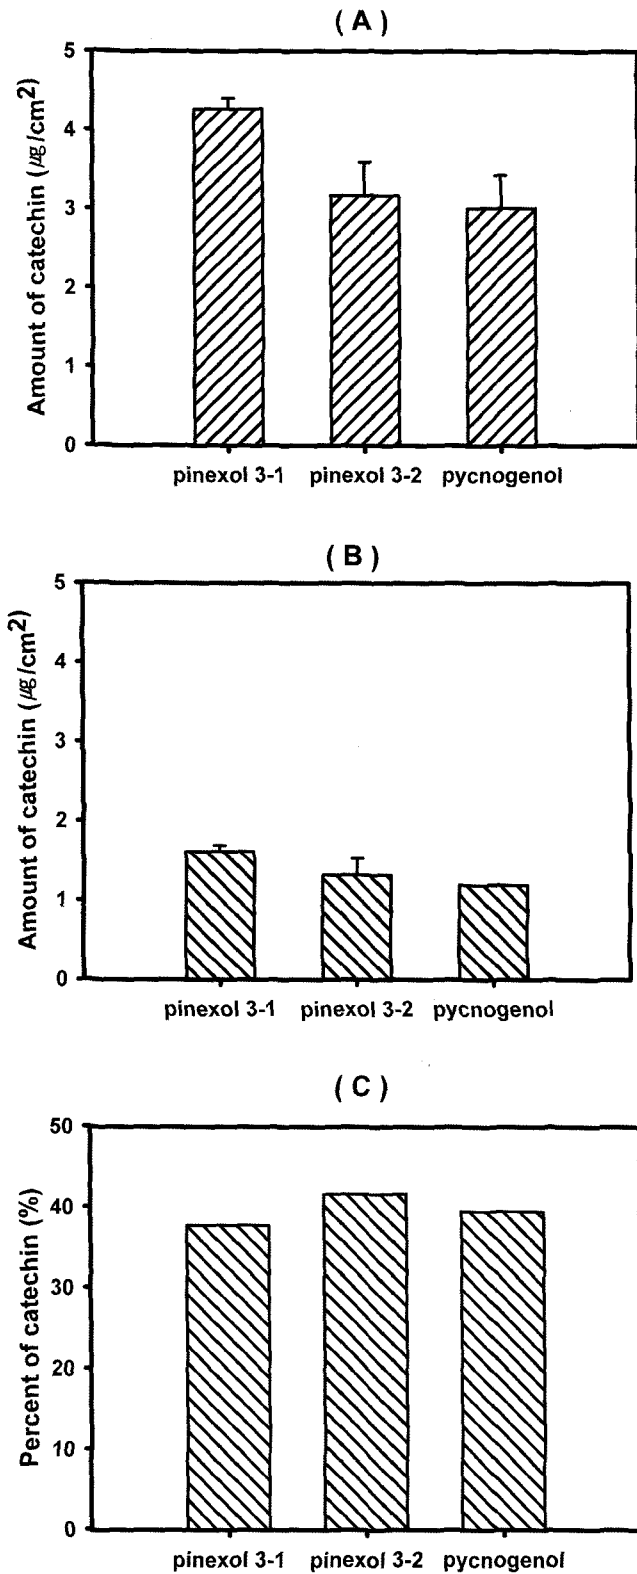 ( A )
Amount of catechin (㎍/cm2)
5
4
3
2
1
0
pinexol 3-1 pinexol 3-2 pycnogenol
( B )
Amount of catechin (㎍/cm2)
5
4
3
2
1
0
pinexol 3-1 pinexol 3-2 pycnogenol
( C )
Percent of catechin (%)
50
40
30
20
10
0
pinexol 3-1 pinexol 3-2 pycnogenol